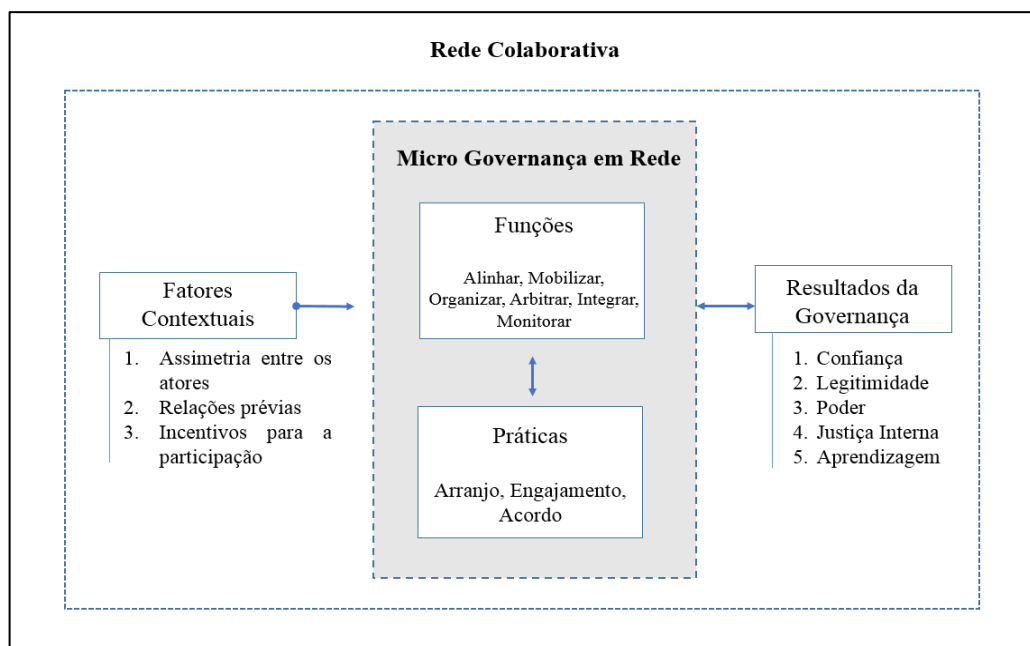 Rede Colaborativa
Micro Governança em Rede
Funções
Alinhar, Mobilizar,
Organizar, Arbitrar, Integrar,
Monitorar
Práticas
Arranjo, Engajamento,
Acordo
Fatores
Contextuais
1. Assimetria entre os
atores
2. Relações prévias
3. Incentivos para a
participação
Resultados da
Governança
1. Confiança
2. Legitimidade
3. Poder
4. Justiça Interna
5. Aprendizagem